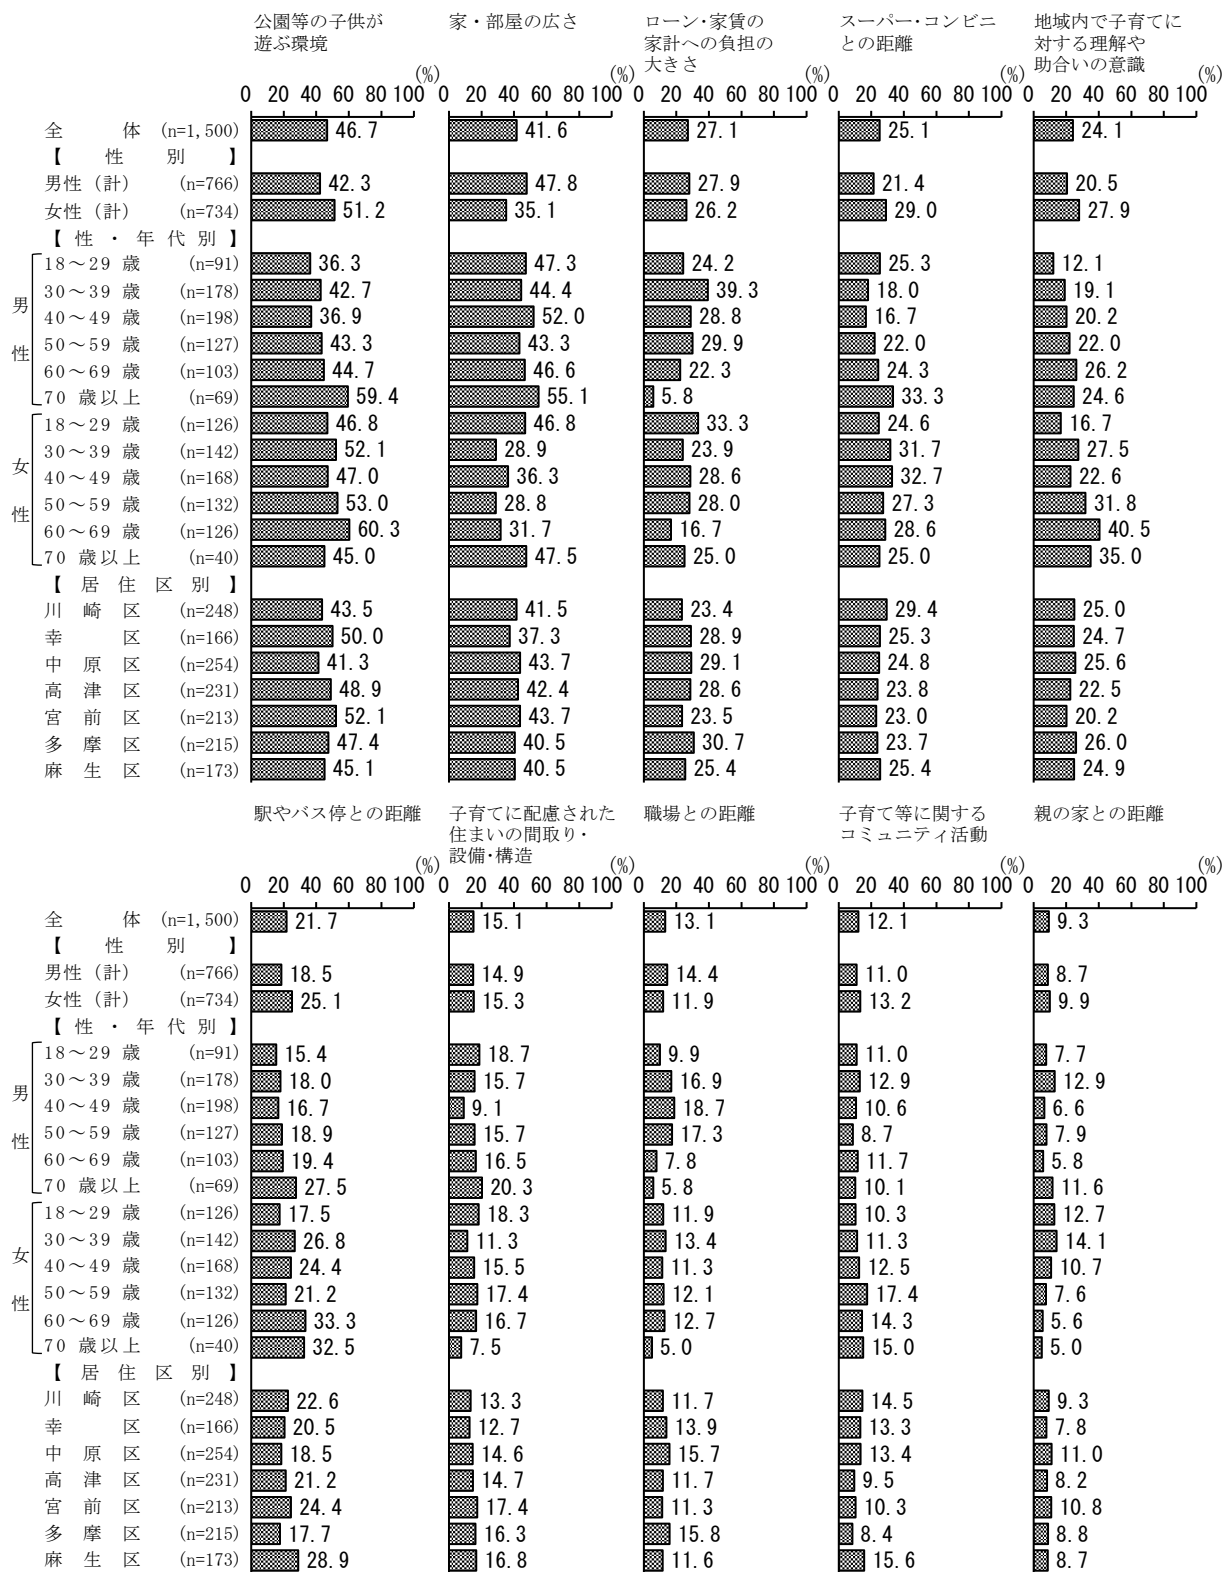 公園等の子供が
遊ぶ環境
家・部屋の広さ
ローン・家賃の
家計への負担の
大きさ
スーパー・コンビニ
との距離
地域内で子育てに
対する理解や
助合いの意識
(%) (%) (%) (%) (%)
0 20 40 60 80 100 0 20 40 60 80 100 0 20 40 60 80 100 0 20 40 60 80 100 0 20 40 60 80 100
全体 (n=1,500) 46.7 41.6 27.1 25.1 24.1
【性別】
男性（計） (n=766) 42.3 47.8 27.9 21.4 20.5
女性（計） (n=734) 51.2 35.1 26.2 29.0 27.9
【性・年代別】
男性
18～29 歳 (n=91) 36.3 47.3 24.2 25.3 12.1
30～39 歳 (n=178) 42.7 44.4 39.3 18.0 19.1
40～49 歳 (n=198) 36.9 52.0 28.8 16.7 20.2
50～59 歳 (n=127) 43.3 43.3 29.9 22.0 22.0
60～69 歳 (n=103) 44.7 46.6 22.3 24.3 26.2
70 歳以上 (n=69) 59.4 55.1 5.8 33.3 24.6
女性
18～29 歳 (n=126) 46.8 46.8 33.3 24.6 16.7
30～39 歳 (n=142) 52.1 28.9 23.9 31.7 27.5
40～49 歳 (n=168) 47.0 36.3 28.6 32.7 22.6
50～59 歳 (n=132) 53.0 28.8 28.0 27.3 31.8
60～69 歳 (n=126) 60.3 31.7 16.7 28.6 40.5
70 歳以上 (n=40) 45.0 47.5 25.0 25.0 35.0
【居住区別】
川崎区 (n=248) 43.5 41.5 23.4 29.4 25.0
幸区 (n=166) 50.0 37.3 28.9 25.3 24.7
中原区 (n=254) 41.3 43.7 29.1 24.8 25.6
高津区 (n=231) 48.9 42.4 28.6 23.8 22.5
宮前区 (n=213) 52.1 43.7 23.5 23.0 20.2
多摩区 (n=215) 47.4 40.5 30.7 23.7 26.0
麻生区 (n=173) 45.1 40.5 25.4 25.4 24.9
駅やバス停との距離
子育てに配慮された
住まいの間取り・
設備・構造
職場との距離
子育て等に関する
コミュニティ活動
親の家との距離
(%) (%) (%) (%) (%)
0 20 40 60 80 100 0 20 40 60 80 100 0 20 40 60 80 100 0 20 40 60 80 100 0 20 40 60 80 100
全体 (n=1,500) 21.7 15.1 13.1 12.1 9.3
【性別】
男性（計） (n=766) 18.5 14.9 14.4 11.0 8.7
女性（計） (n=734) 25.1 15.3 11.9 13.2 9.9
【性・年代別】
男性
18～29 歳 (n=91) 15.4 18.7 9.9 11.0 7.7
30～39 歳 (n=178) 18.0 15.7 16.9 12.9 12.9
40～49 歳 (n=198) 16.7 9.1 18.7 10.6 6.6
50～59 歳 (n=127) 18.9 15.7 17.3 8.7 7.9
60～69 歳 (n=103) 19.4 16.5 7.8 11.7 5.8
70 歳以上 (n=69) 27.5 20.3 5.8 10.1 11.6
女性
18～29 歳 (n=126) 17.5 18.3 11.9 10.3 12.7
30～39 歳 (n=142) 26.8 11.3 13.4 11.3 14.1
40～49 歳 (n=168) 24.4 15.5 11.3 12.5 10.7
50～59 歳 (n=132) 21.2 17.4 12.1 17.4 7.6
60～69 歳 (n=126) 33.3 16.7 12.7 14.3 5.6
70 歳以上 (n=40) 32.5 7.5 5.0 15.0 5.0
【居住区別】
川崎区 (n=248) 22.6 13.3 11.7 14.5 9.3
幸区 (n=166) 20.5 12.7 13.9 13.3 7.8
中原区 (n=254) 18.5 14.6 15.7 13.4 11.0
高津区 (n=231) 21.2 14.7 11.7 9.5 8.2
宮前区 (n=213) 24.4 17.4 11.3 10.3 10.8
多摩区 (n=215) 17.7 16.3 15.8 8.4 8.8
麻生区 (n=173) 28.9 16.8 11.6 15.6 8.7